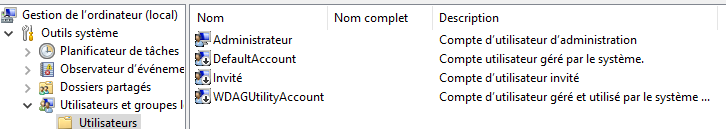 Gestion de l'ordinateur (local)
Outils système
Planificateur de tâches
Observateur d'événeme
Dossiers partagés
Utilisateurs et groupes l
Utilisateurs
Nom Nom complet Description
Administrateur Compte d'utilisateur d'administration
DefaultAccount Compte utilisateur géré par le système.
Invité Compte d'utilisateur invité
WDAGUtilityAccount Compte d'utilisateur géré et utilisé par le système ...